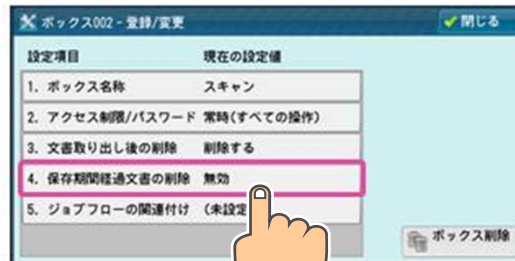 ボックス002 - 登録/変更
閉じる
設定項目 現在の設定値
1. ボックス名称 スキャン
2. アクセス制限/パスワード 常時(すべての操作)
3. 文書取り出し後の削除 削除する
4. 保存期間経過文書の削除 無効
5. ジョブフローの関連付け (未設定
ボックス削除